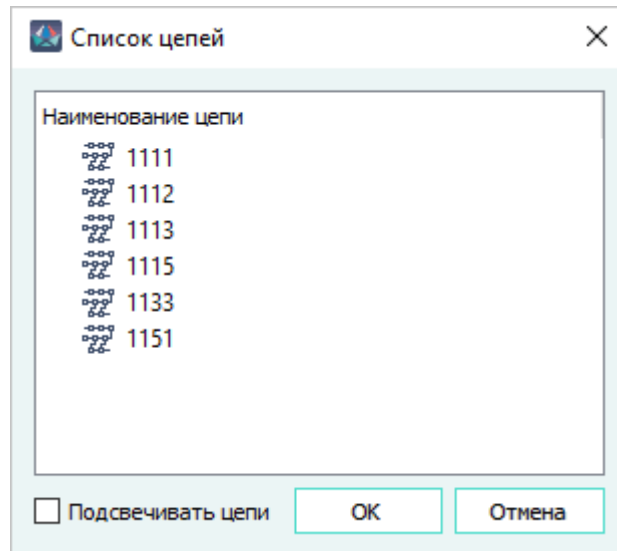 Список цепей
Наименование цепи
1111
1112
1113
1115
1133
1151
Подсвечивать цепи
OK
Отмена